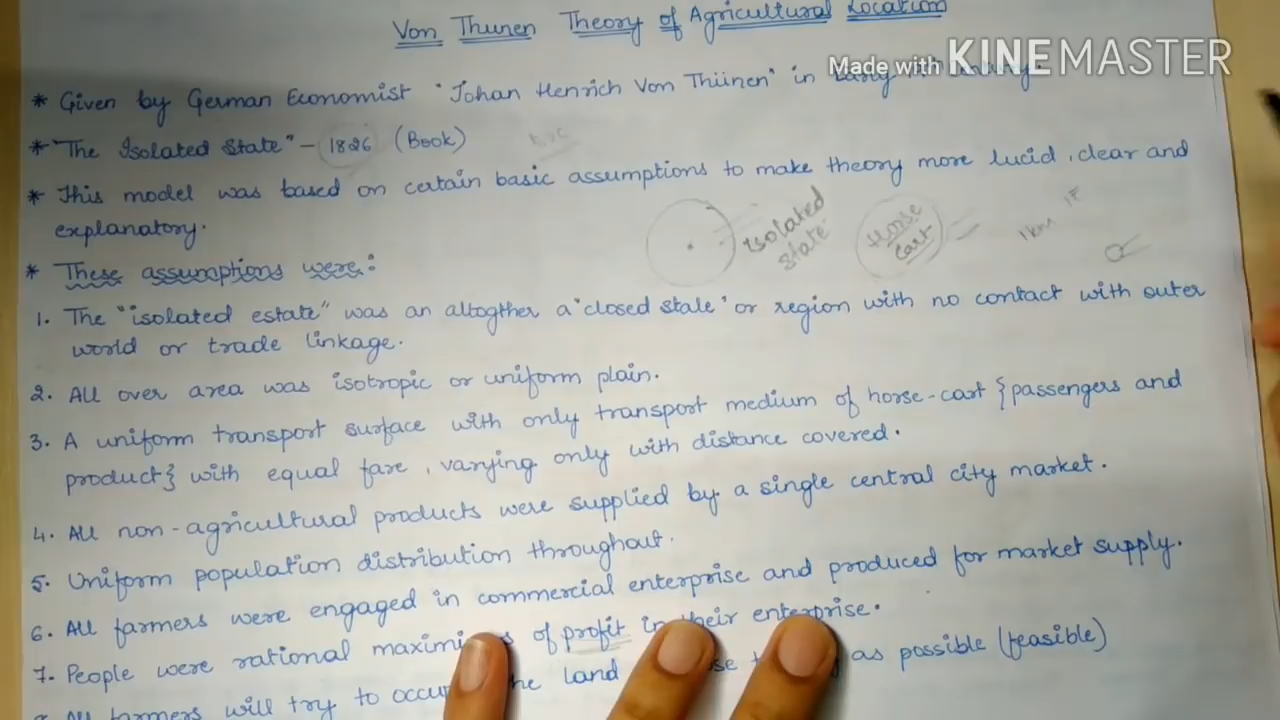 Von Thunen Theory of Agricultural Location
Made with KINEMASTER
* Given by German Economist "Johan Henrich Von Thünen" in Early
* "The Isolated State" – 1826 (Book)
* This model was based on certain basic assumptions to make theory more lucid, clear and
explanatory.
Isolated
state
Horse
cart
1km
* These assumptions were:
1. The "isolated estate" was an altogther a "closed state" or region with no contact with outer
world or trade linkage.
2. All over area was isotropic or uniform plain.
3. A uniform transport surface with only transport medium of horse-cart {passengers and
product} with equal fare, varying only with distance covered.
4. All non-agricultural products were supplied by a single central city market.
5. Uniform population distribution throughout.
6. All farmers were engaged in commercial enterprise and produced for market supply.
7. People were rational of profit in their enterprise.
All farmers will try to the land as possible (feasible)